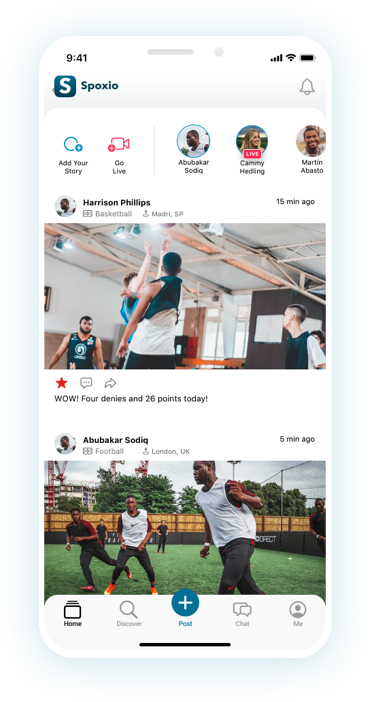 9:41
S Spoxio
Add Your
Story
Go
Live
Abubakar
Sodiq
LIVE
Cammy
Hedling
Martin
Abasto
Harrison Phillips
15 min ago
Basketball
Madri, SP
WOW! Four denies and 26 points today!
Abubakar Sodiq
5 min ago
Football
London, UK
DIRECT
Home
Discover
Post
Chat
Me